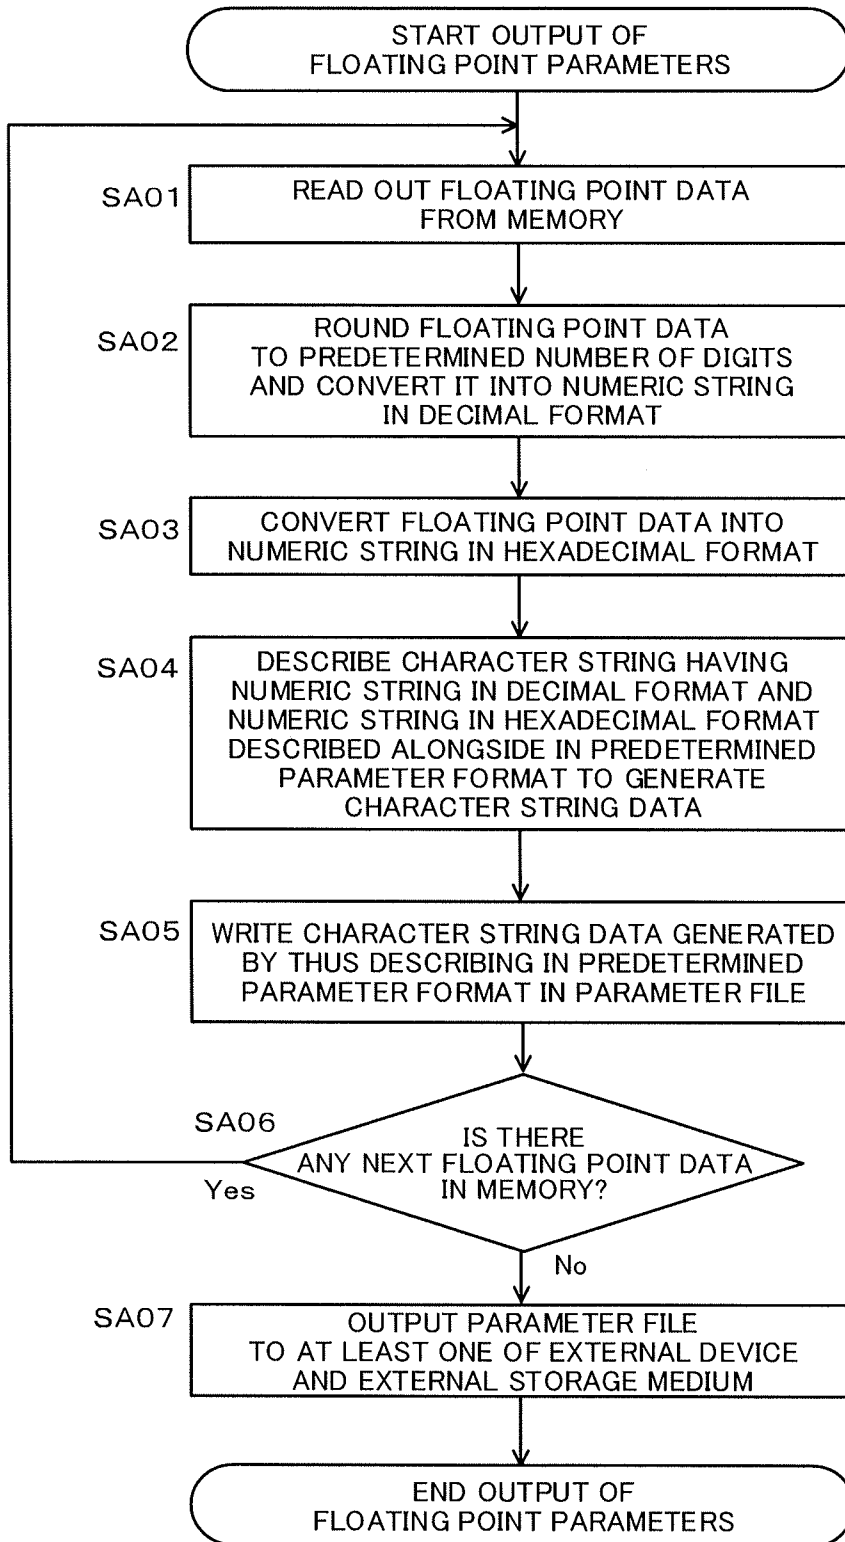 START OUTPUT OF
FLOATING POINT PARAMETERS
SA01
READ OUT FLOATING POINT DATA
FROM MEMORY
SA02
ROUND FLOATING POINT DATA
TO PREDETERMINED NUMBER OF DIGITS
AND CONVERT IT INTO NUMERIC STRING
IN DECIMAL FORMAT
SA03
CONVERT FLOATING POINT DATA INTO
NUMERIC STRING IN HEXADECIMAL FORMAT
SA04
DESCRIBE CHARACTER STRING HAVING
NUMERIC STRING IN DECIMAL FORMAT AND
NUMERIC STRING IN HEXADECIMAL FORMAT
DESCRIBED ALONGSIDE IN PREDETERMINED
PARAMETER FORMAT TO GENERATE
CHARACTER STRING DATA
SA05
WRITE CHARACTER STRING DATA GENERATED
BY THUS DESCRIBING IN PREDETERMINED
PARAMETER FORMAT IN PARAMETER FILE
SA06
IS THERE
ANY NEXT FLOATING POINT DATA
IN MEMORY?
Yes
No
SA07
OUTPUT PARAMETER FILE
TO AT LEAST ONE OF EXTERNAL DEVICE
AND EXTERNAL STORAGE MEDIUM
END OUTPUT OF
FLOATING POINT PARAMETERS